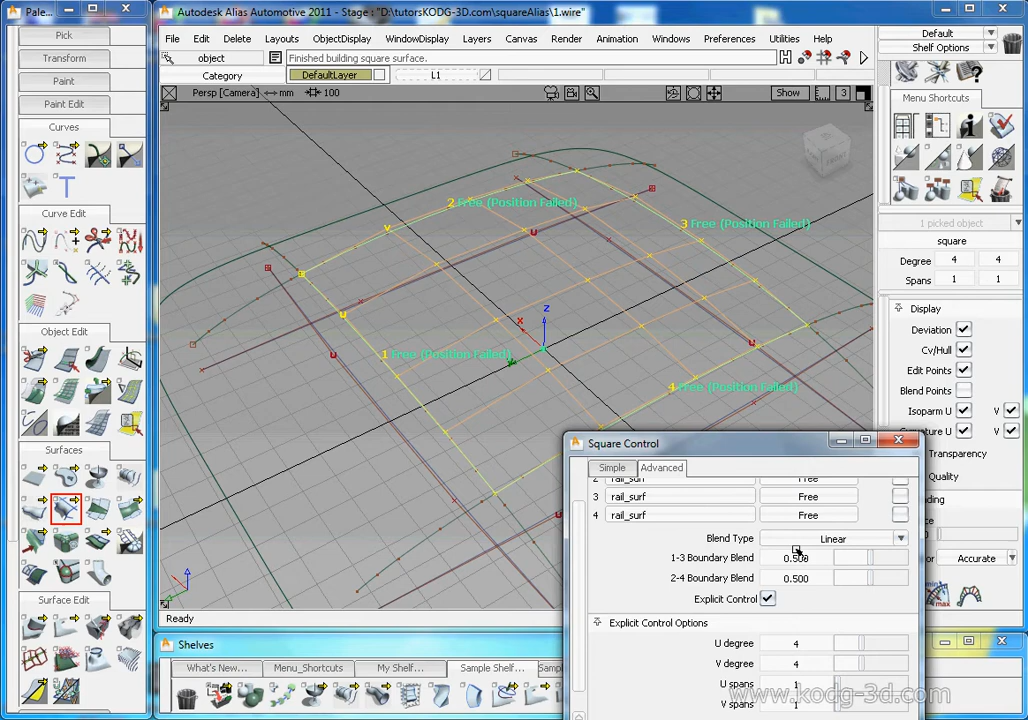 Pale...
Autodesk Alias Automotive 2011 - Stage : "D:\tutorsKODG-3D.com\squareAlias\1.wire"
File Edit Delete Layouts ObjectDisplay WindowDisplay Layers Canvas Render Animation Windows Preferences Utilities Help
object
Finished building square surface.
Category
DefaultLayer
L1
Persp [Camera] <-> mm
100
Show
3
Default
Shelf Options
Menu Shortcuts
1 picked object
square
Degree 4 4
Spans 1 1
Display
Deviation
Cv/Hull
Edit Points
Blend Points
Isoparm U V
Curvature U V
Transparency
Quality
Accurate
Pick
Transform
Paint
Paint Edit
Curves
Curve Edit
Object Edit
Surfaces
Surface Edit
2 Free (Position Failed)
3 Free (Position Failed)
1 Free (Position Failed)
4 Free (Position Failed)
v
u
u
u
u
z
x
Square Control
Simple Advanced
2 rail_surf Free
3 rail_surf Free
4 rail_surf Free
Blend Type Linear
1-3 Boundary Blend 0.500
2-4 Boundary Blend 0.500
Explicit Control
Explicit Control Options
U degree 4
V degree 4
U spans 1
V spans 1
Ready
Shelves
What's New... Menu_Shortcuts My Shelf... Sample Shelf... Sampl
www.kodg-3d.com